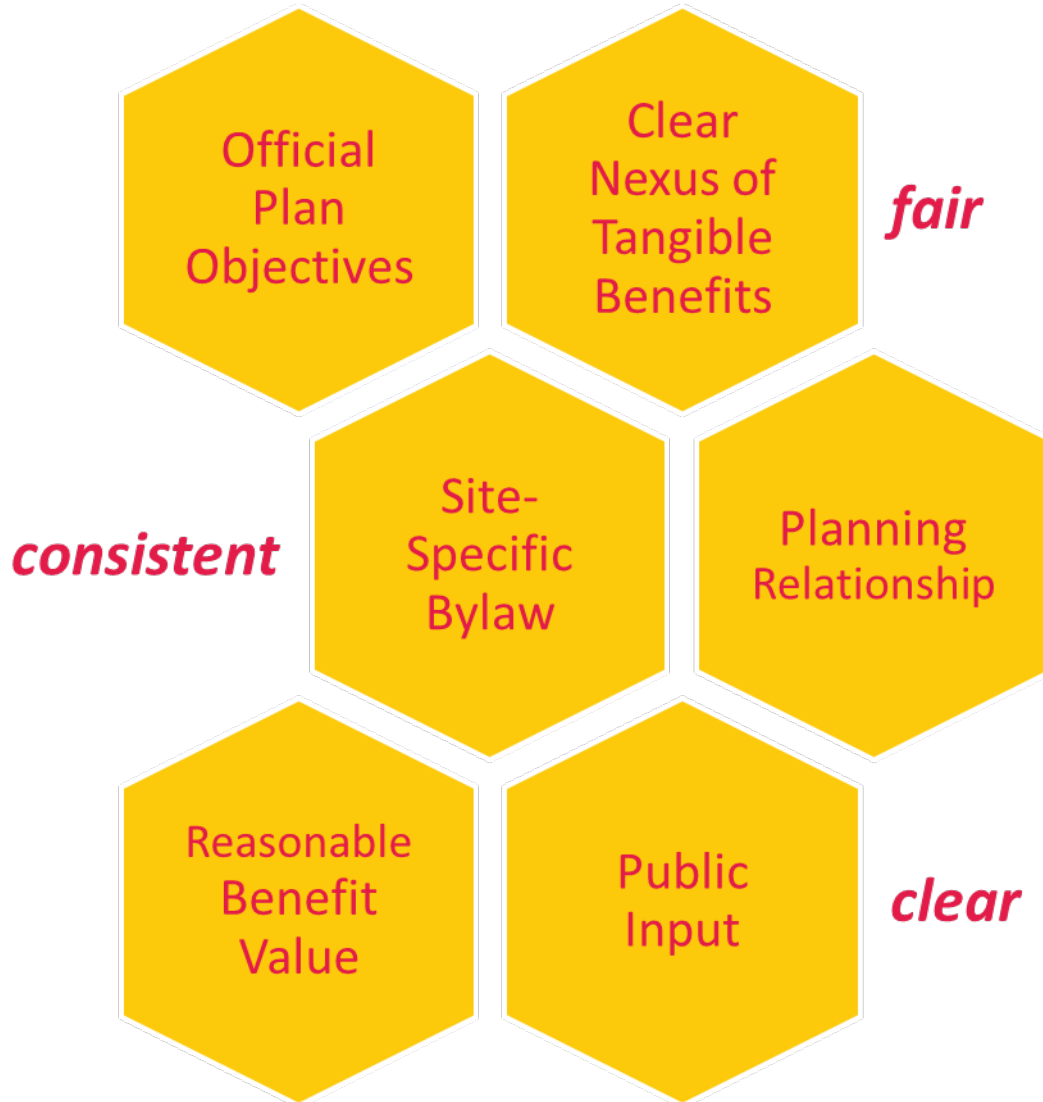 Official
Plan
Objectives
Clear
Nexus of
Tangible
Benefits
fair
consistent
Site-
Specific
Bylaw
Planning
Relationship
Reasonable
Benefit
Value
Public
Input
clear